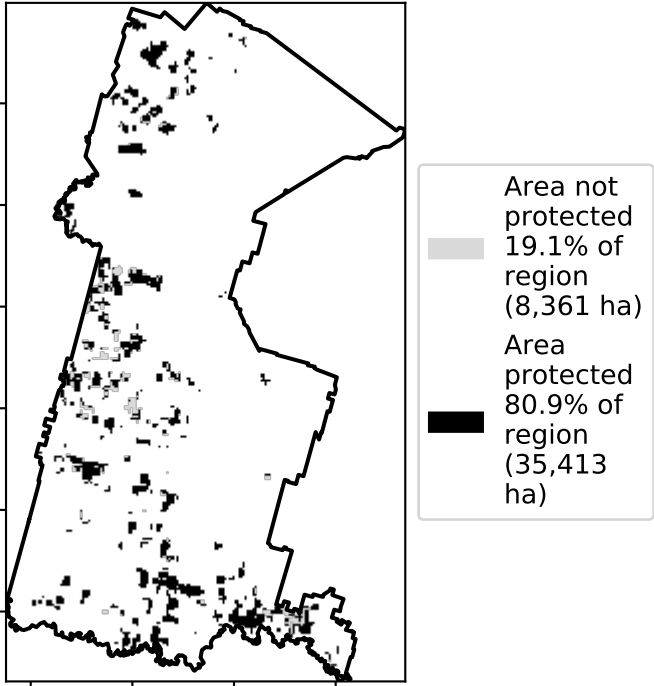 Area not
protected
19.1% of
region
(8,361 ha)
Area
protected
80.9% of
region
(35,413
ha)